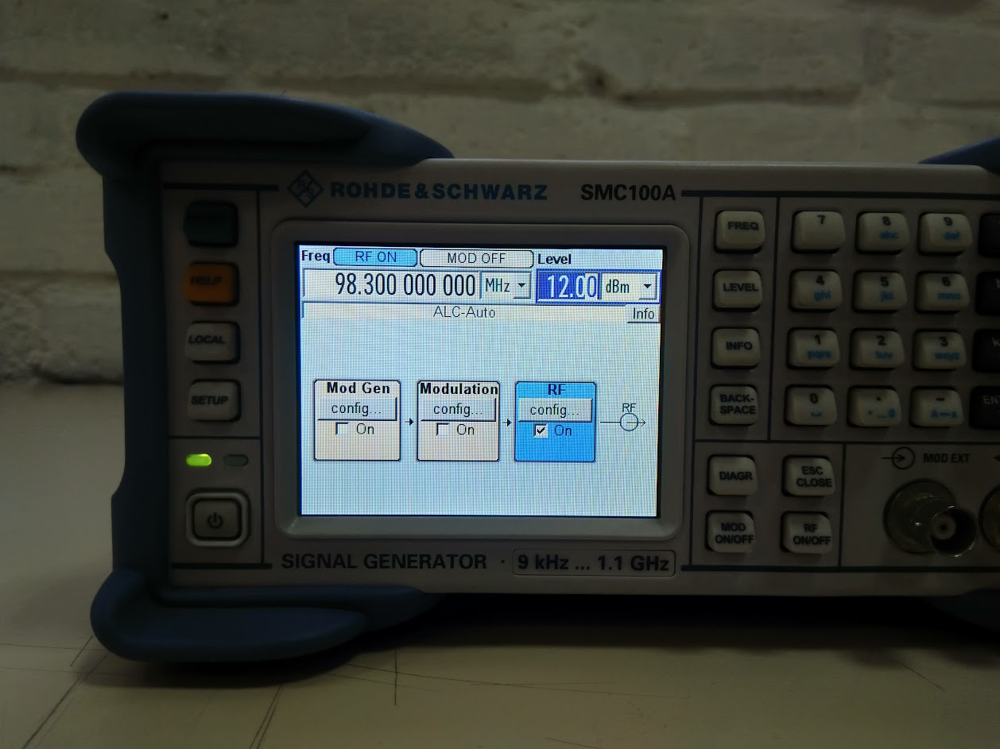 ROHDE&SCHWARZ SMC100A
Freq RF ON MOD OFF Level
98.300 000 000 MHz 12.00 dBm
ALC-Auto Info
Mod Gen Modulation RF
config... config... config... RF
On On On
SIGNAL GENERATOR · 9 kHz ... 1.1 GHz
HELP
LOCAL
SETUP
FREQ 7 8 9
abc def
LEVEL 4 5 6
ghi jkl mno
INFO 1 2 3
pqrs tuv wxyz
BACK-
SPACE 0 . –
DIAGR ESC
CLOSE
MOD EXT
MOD
ON/OFF RF
ON/OFF